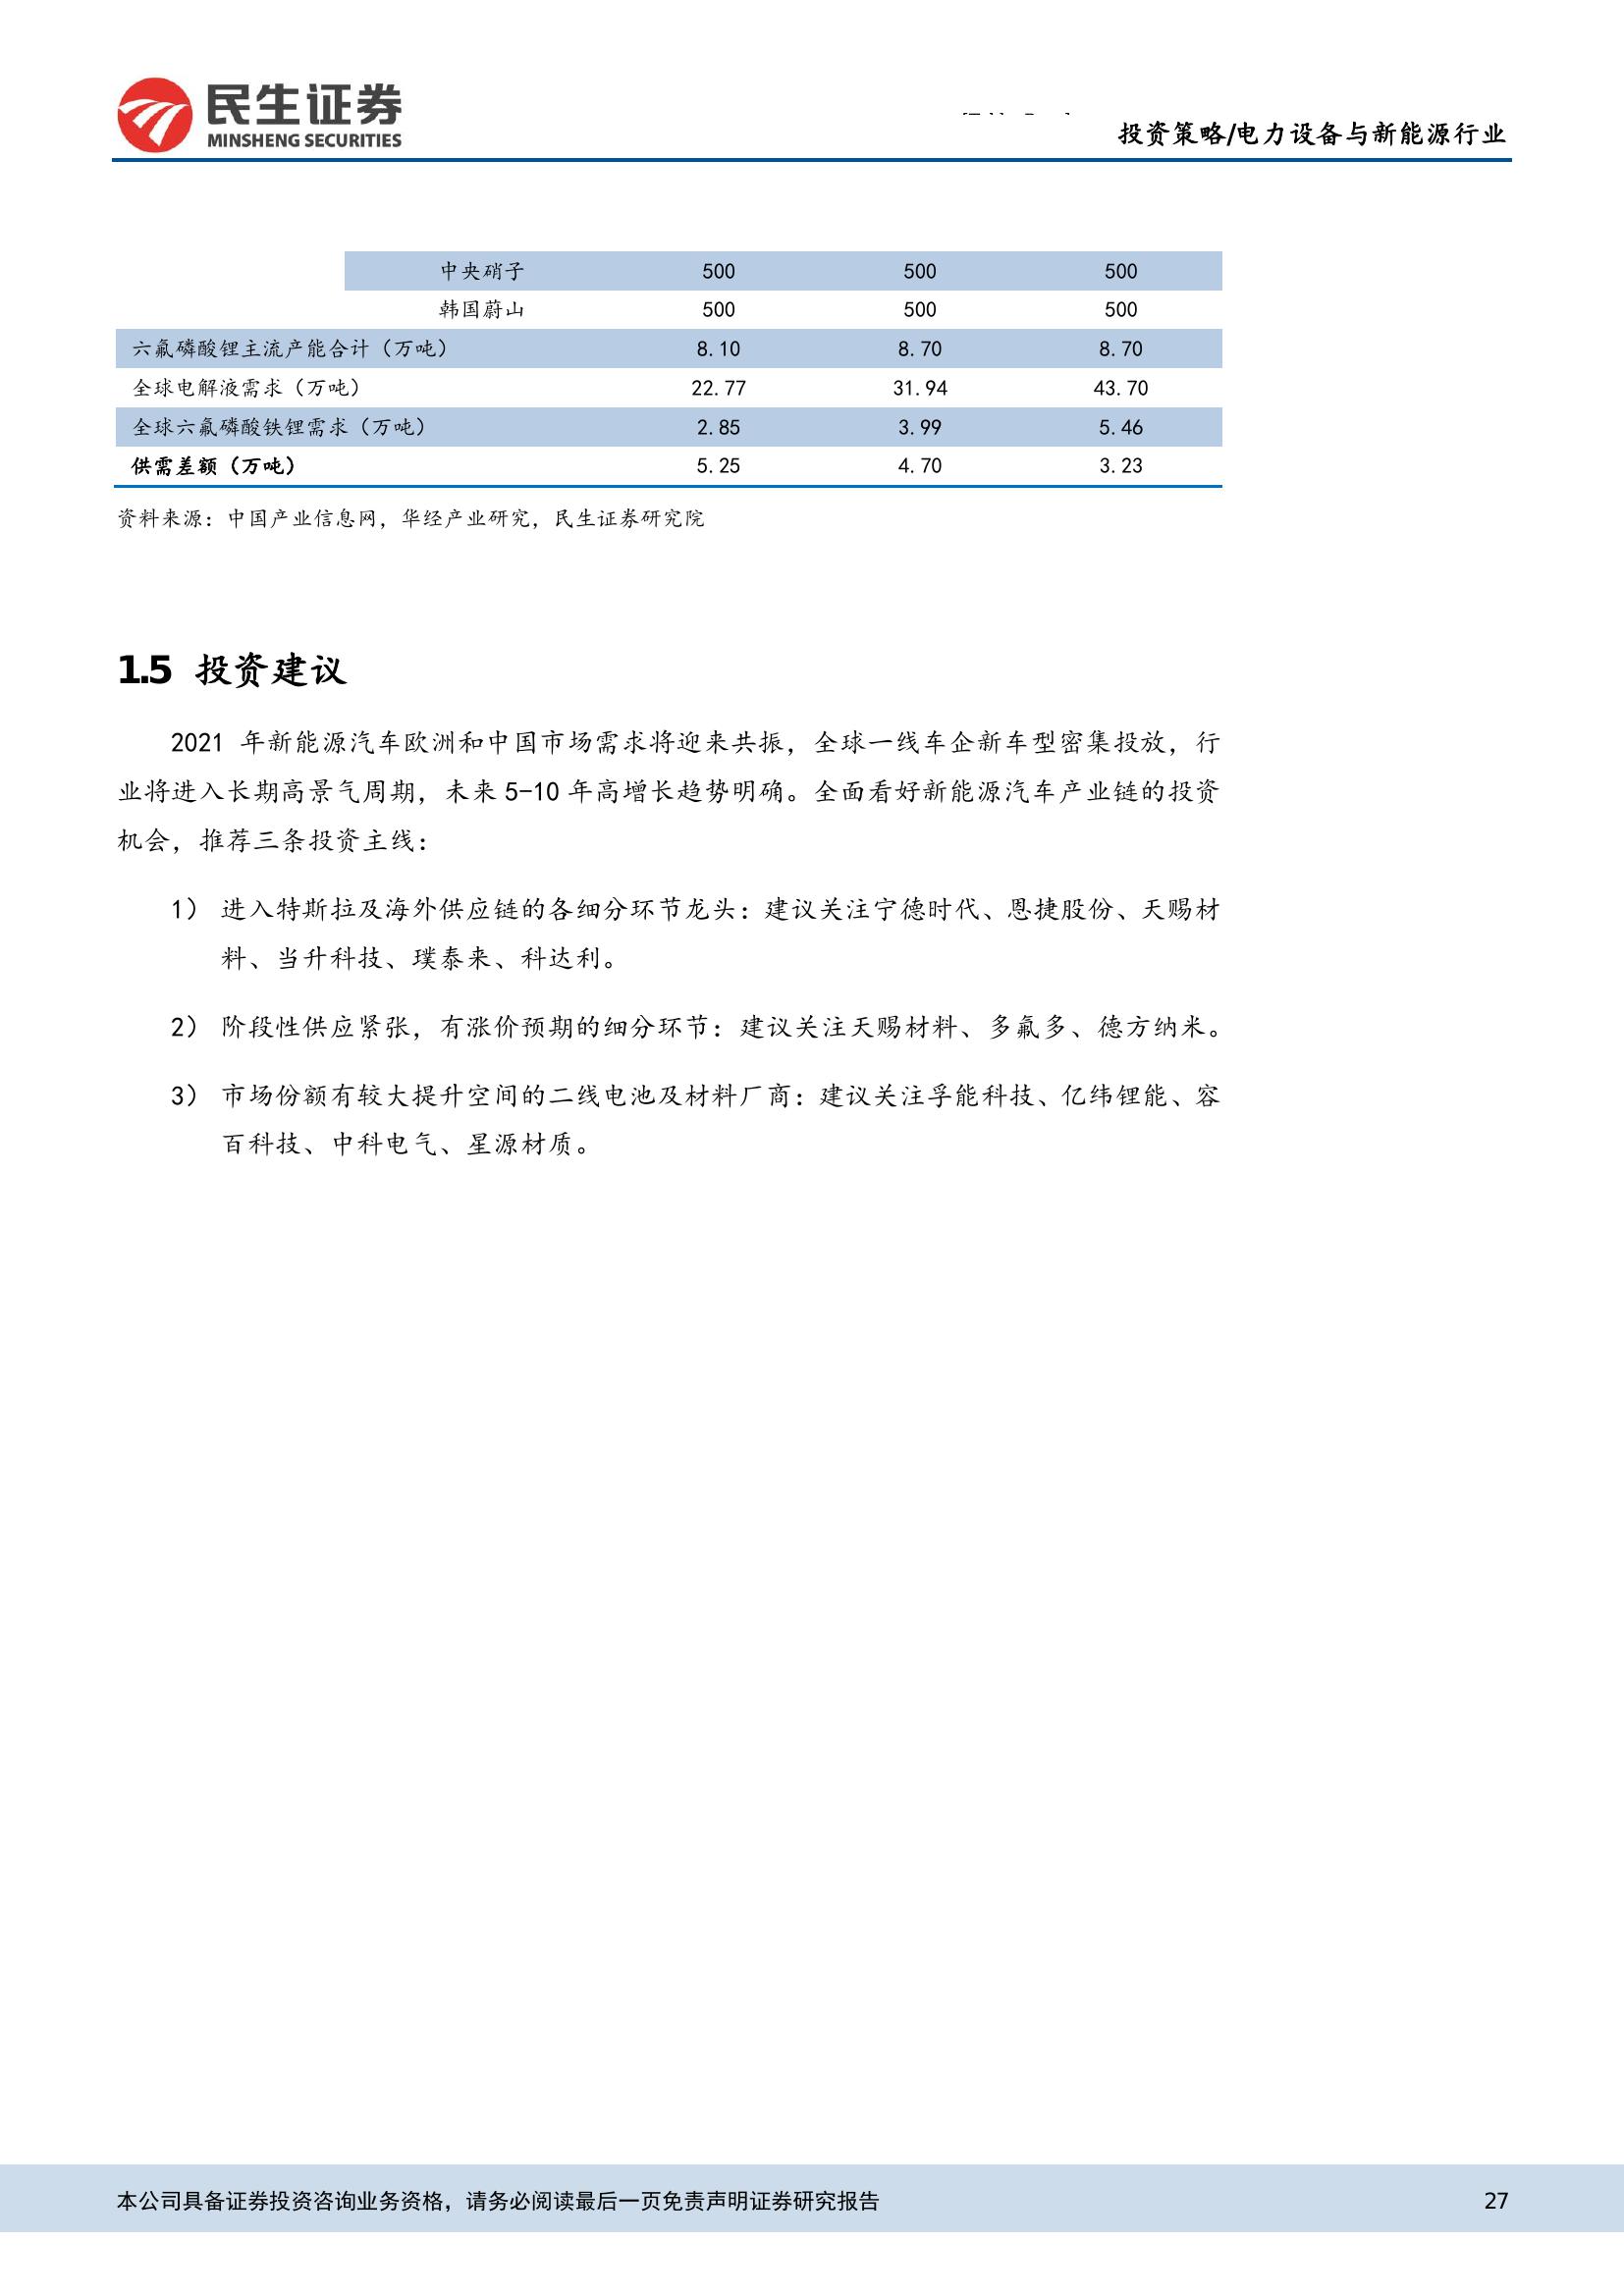 民生证券
MINSHENG SECURITIES
投资策略/电力设备与新能源行业
中央硝子 500 500 500
韩国蔚山 500 500 500
六氟磷酸锂主流产能合计（万吨） 8.10 8.70 8.70
全球电解液需求（万吨） 22.77 31.94 43.70
全球六氟磷酸铁锂需求（万吨） 2.85 3.99 5.46
供需差额（万吨） 5.25 4.70 3.23
资料来源：中国产业信息网，华经产业研究，民生证券研究院
1.5 投资建议
2021 年新能源汽车欧洲和中国市场需求将迎来共振，全球一线车企新车型密集投放，行
业将进入长期高景气周期，未来 5-10 年高增长趋势明确。全面看好新能源汽车产业链的投资
机会，推荐三条投资主线：
1） 进入特斯拉及海外供应链的各细分环节龙头：建议关注宁德时代、恩捷股份、天赐材
料、当升科技、璞泰来、科达利。
2） 阶段性供应紧张，有涨价预期的细分环节：建议关注天赐材料、多氟多、德方纳米。
3） 市场份额有较大提升空间的二线电池及材料厂商：建议关注孚能科技、亿纬锂能、容
百科技、中科电气、星源材质。
本公司具备证券投资咨询业务资格，请务必阅读最后一页免责声明证券研究报告 27